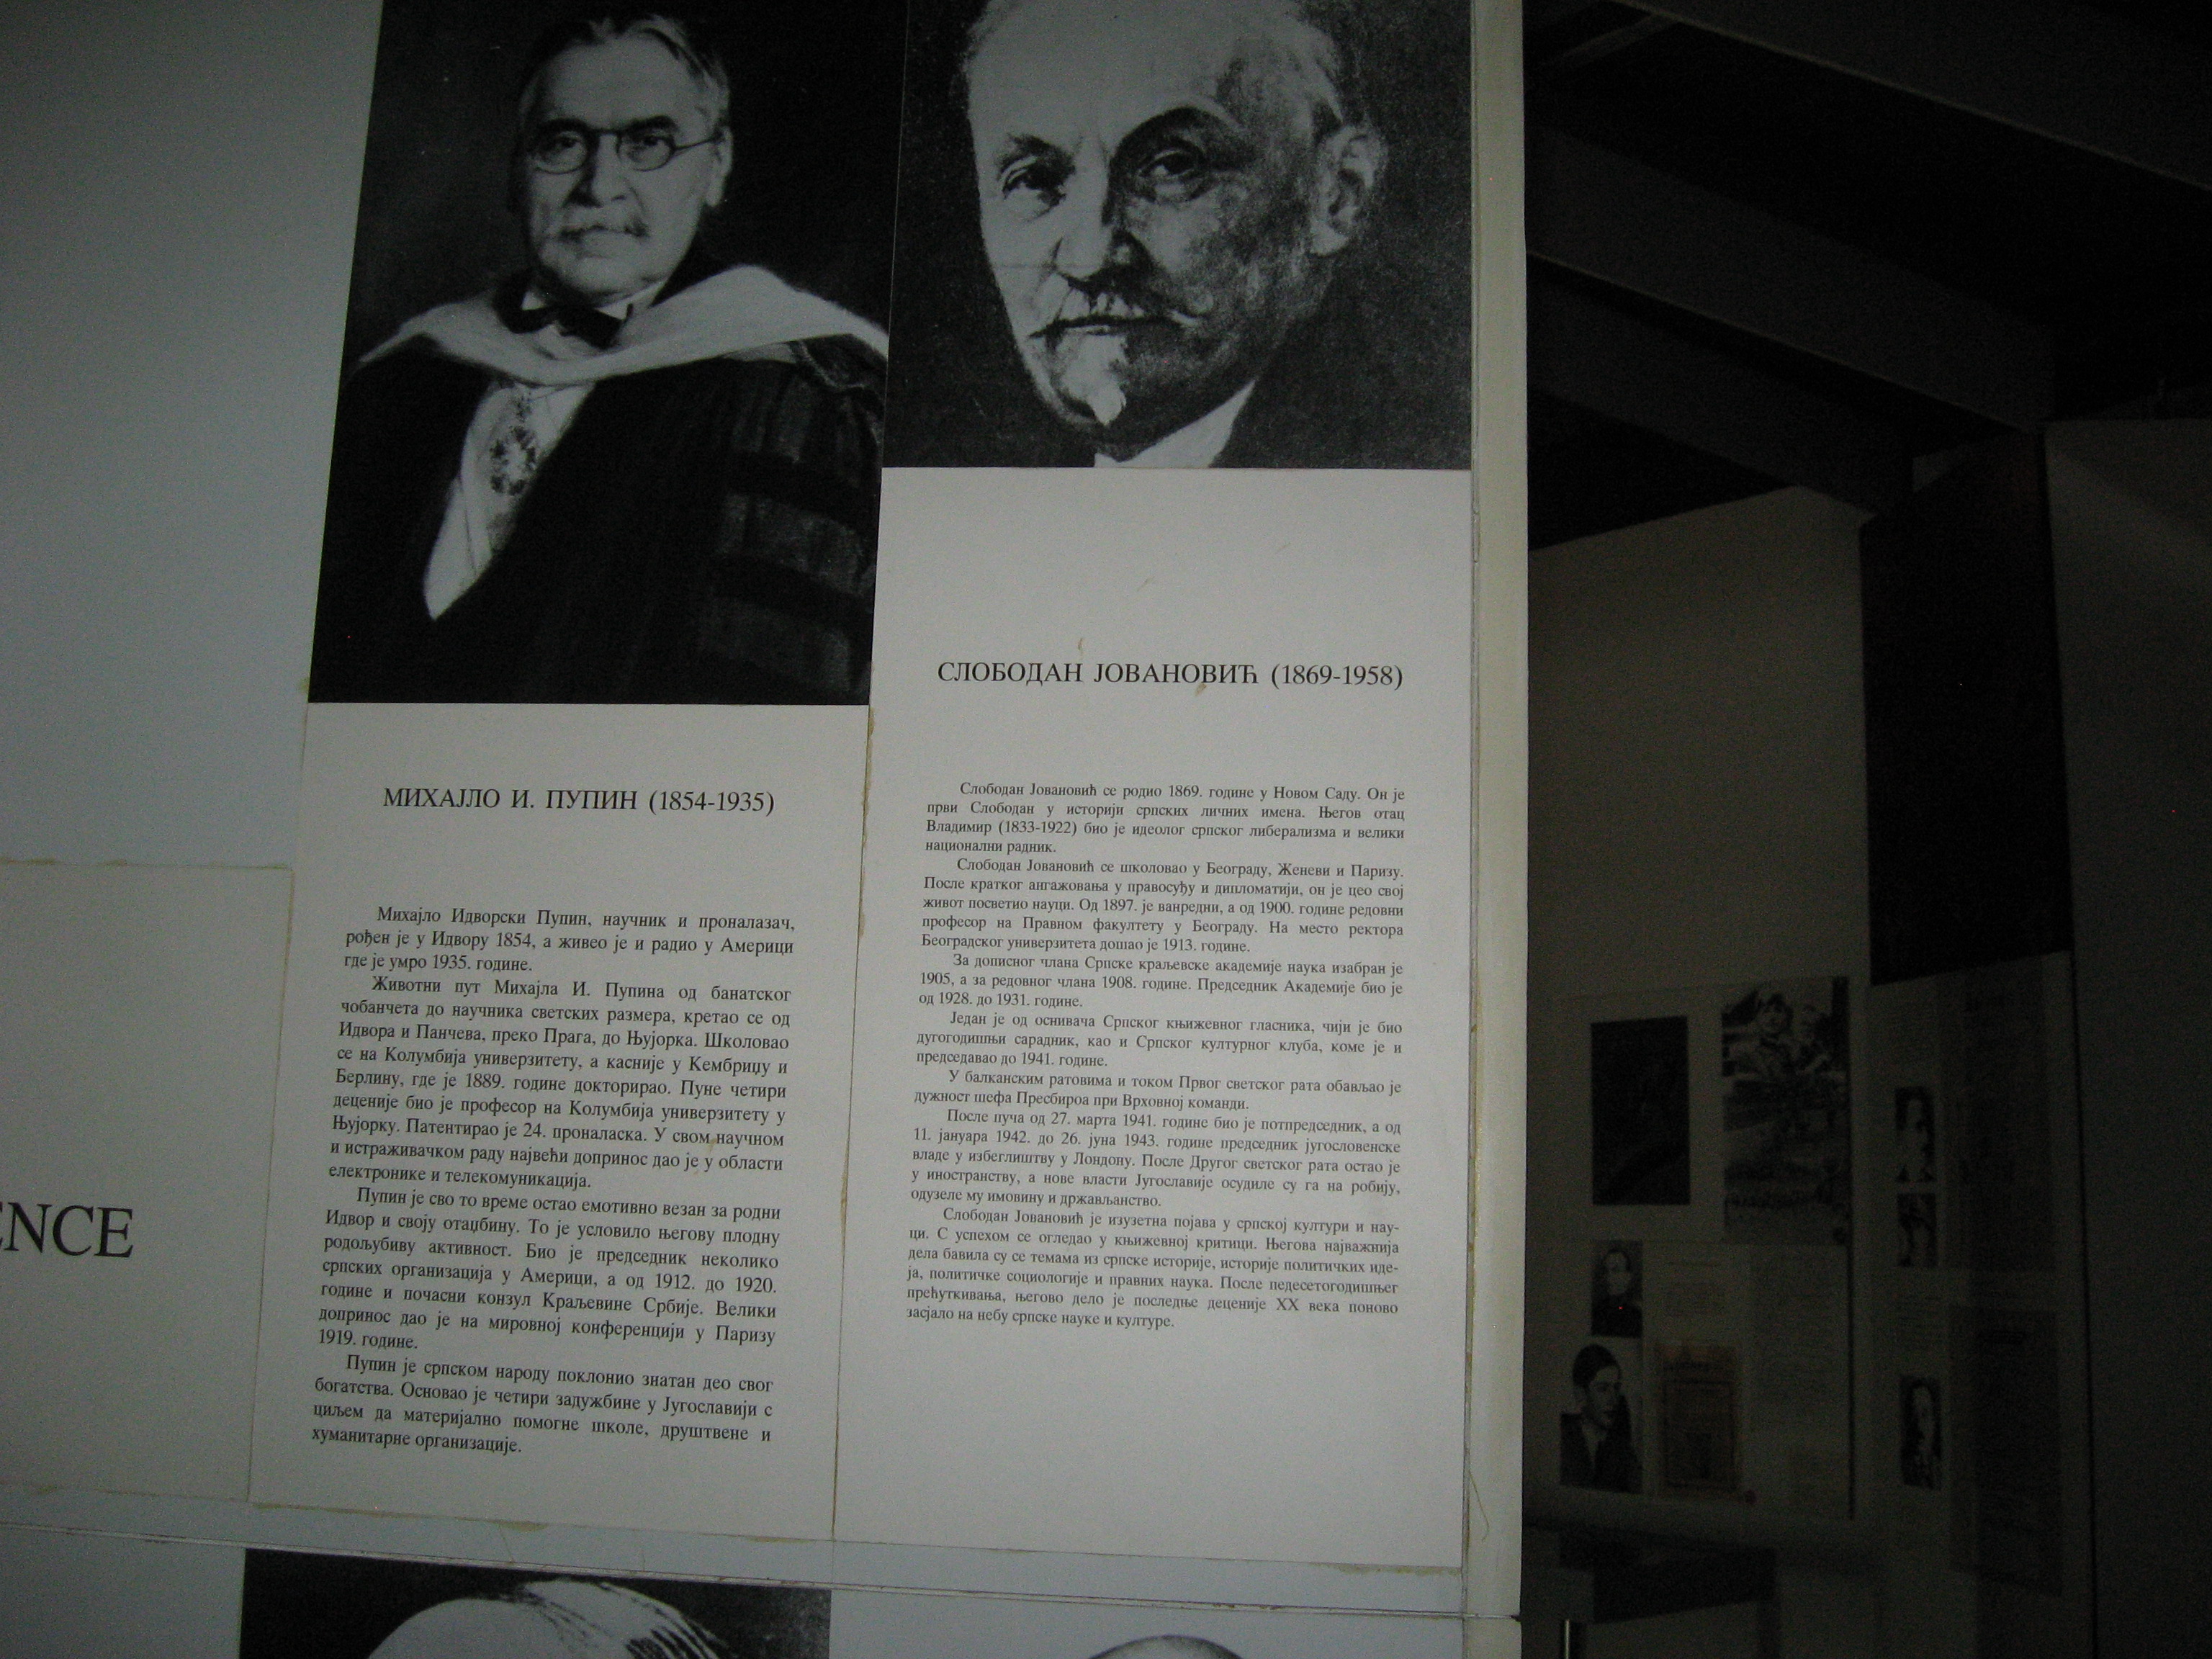 МИХАЈЛО И. ПУПИН (1854-1935)
Михајло Идворски Пупин, научник и проналазач,
рођен је у Идвору 1854, а живео је и радио у Америци
где је умро 1935. године.
Животни пут Михајла И. Пупина од банатског
чобанчета до научника светских размера, кретао се од
Идвора и Панчева, преко Прага, до Њујорка. Школовао
се на Колумбија универзитету, а касније у Кембриџу и
Берлину, где је 1889. године докторирао. Пуне четири
деценије био је професор на Колумбија универзитету у
Њујорку. Патентирао је 24. проналаска. У свом научном
и истраживачком раду највећи допринос дао је у области
електронике и телекомуникација.
Пупин је сво то време остао емотивно везан за родни
Идвор и своју отаџбину. То је условило његову плодну
родољубиву активност. Био је председник неколико
српских организација у Америци, а од 1912. до 1920.
године и почасни конзул Краљевине Србије. Велики
допринос дао је на мировној конференцији у Паризу
1919. године.
Пупин је српском народу поклонио знатан део свог
богатства. Основао је четири задужбине у Југославији с
циљем да материјално помогне школе, друштвене и
хуманитарне организације.
СЛОБОДАН ЈОВАНОВИЋ (1869-1958)
Слободан Јовановић се родио 1869. године у Новом Саду. Он је
први Слободан у историји српских личних имена. Његов отац
Владимир (1833-1922) био је идеолог српског либерализма и велики
национални радник.
Слободан Јовановић се школовао у Београду, Женеви и Паризу.
После кратког ангажовања у правосуђу и дипломатији, он је цео свој
живот посветио науци. Од 1897. је ванредни, а од 1900. године редовни
професор на Правном факултету у Београду. На место ректора
Београдског универзитета дошао је 1913. године.
За дописног члана Српске краљевске академије наука изабран је
1905, а за редовног члана 1908. године. Председник Академије био је
од 1928. до 1931. године.
Један је од оснивача Српског књижевног гласника, чији је био
дугогодишњи сарадник, као и Српског културног клуба, коме је и
председавао до 1941. године.
У балканским ратовима и током Првог светског рата обављао је
дужност шефа Пресбироа при Врховној команди.
После пуча од 27. марта 1941. године био је потпредседник, а од
11. јануара 1942. до 26. јуна 1943. године председник југословенске
владе у избеглиштву у Лондону. После Другог светског рата остао је
у иностранству, а нове власти Југославије осудиле су га на робију,
одузеле му имовину и држављанство.
Слободан Јовановић је изузетна појава у српској култури и нау-
ци. С успехом се огледао у књижевној критици. Његова најважнија
дела бавила су се темама из српске историје, историје политичких иде-
ја, политичке социологије и правних наука. После педесетогодишњег
прећуткивања, његово дело је последње деценије XX века поново
засјало на небу српске науке и културе.
ENCE